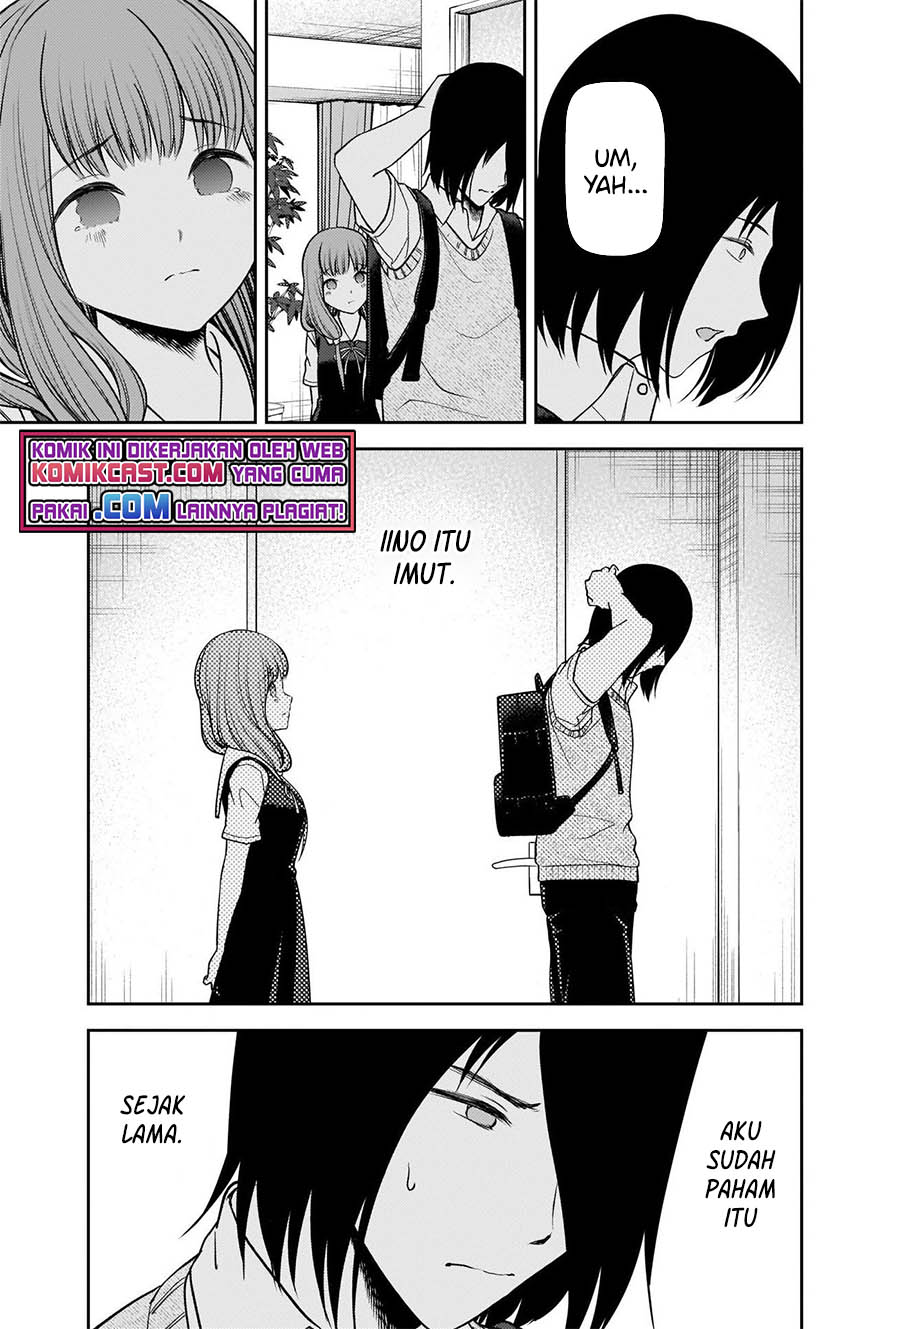 UM,
YAH...
KOMIK INI DIKERJAKAN OLEH WEB
KOMIKCAST.COM YANG CUMA
PAKAI .COM LAINNYA PLAGIAT!
IINO ITU
IMUT.
AKU
SUDAH
PAHAM
ITU
SEJAK
LAMA.